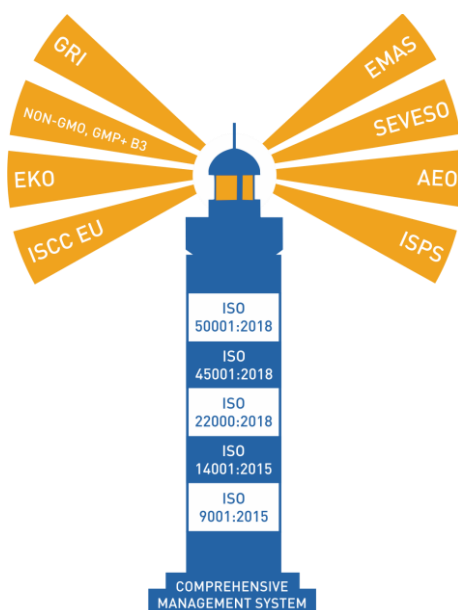 GRI
NON-GMO, GMP+ B3
EKO
ISCC EU
EMAS
SEVESO
AEO
ISPS
ISO
50001:2018
ISO
45001:2018
ISO
22000:2018
ISO
14001:2015
ISO
9001:2015
COMPREHENSIVE
MANAGEMENT SYSTEM